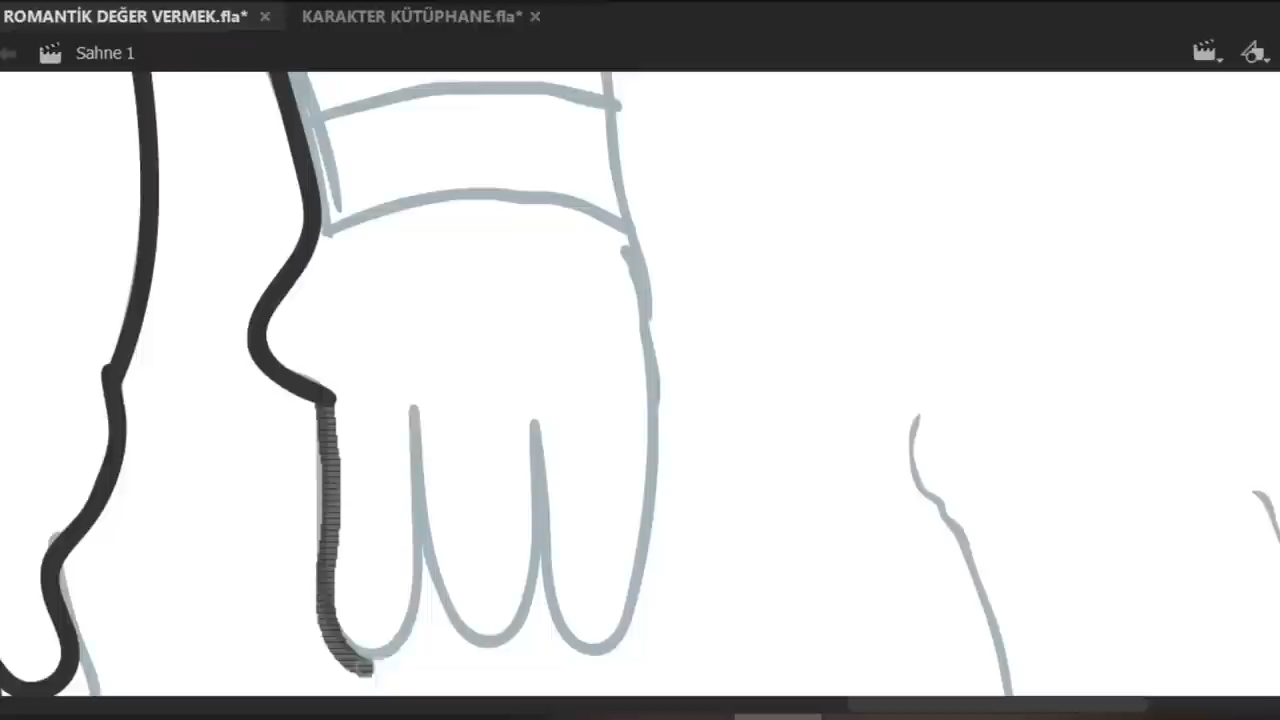 ROMANTİK DEĞER VERMEK.fla* × KARAKTER KÜTÜPHANE.fla* ×
Sahne 1